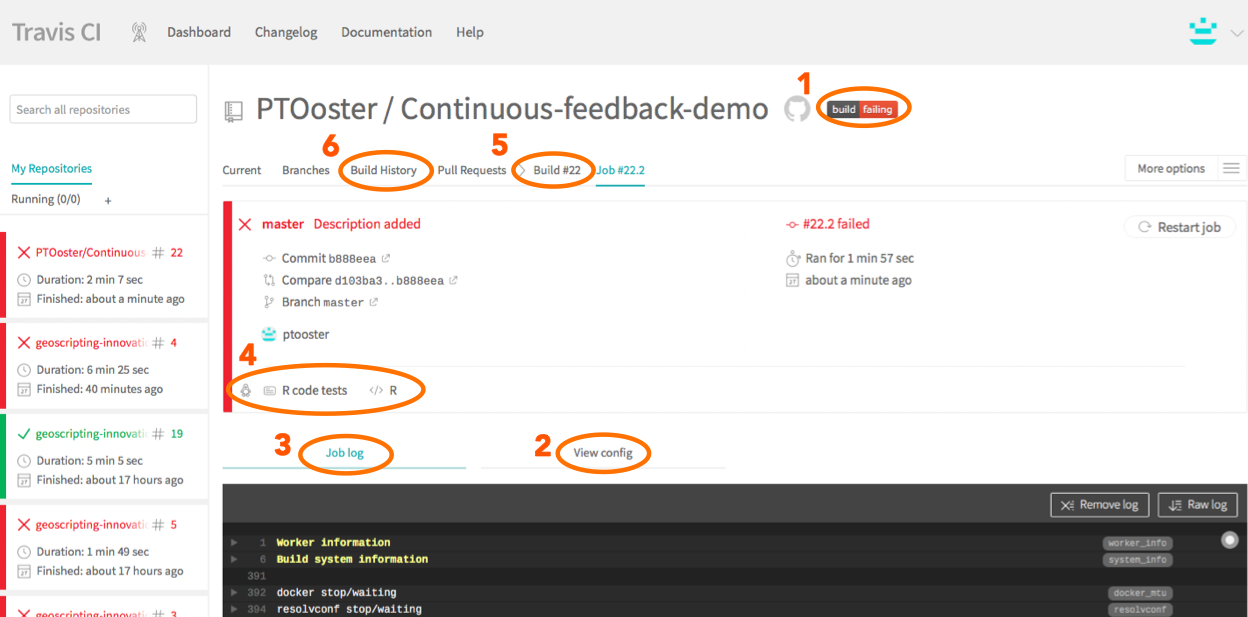 Travis CI Dashboard Changelog Documentation Help
Search all repositories
My Repositories
Running (0/0) +
PTOoster/Continuous # 22
Duration: 2 min 7 sec
Finished: about a minute ago
geoscripting-innovatio # 4
Duration: 6 min 25 sec
Finished: 40 minutes ago
geoscripting-innovatio # 19
Duration: 5 min 5 sec
Finished: about 17 hours ago
geoscripting-innovatio # 5
Duration: 1 min 49 sec
Finished: about 17 hours ago
geoscripting-innovatio # 3
1
PTOoster / Continuous-feedback-demo build failing
6 5
Current Branches Build History Pull Requests Build #22 Job #22.2 More options
master Description added #22.2 failed Restart job
Commit b888eea Ran for 1 min 57 sec
Compare d103ba3..b888eea about a minute ago
Branch master
ptooster
4
R code tests </> R
3 Job log 2 View config
Remove log Raw log
1 Worker information worker_info
6 Build system information system_info
391
392 docker stop/waiting docker_mtu
394 resolvconf stop/waiting resolvconf